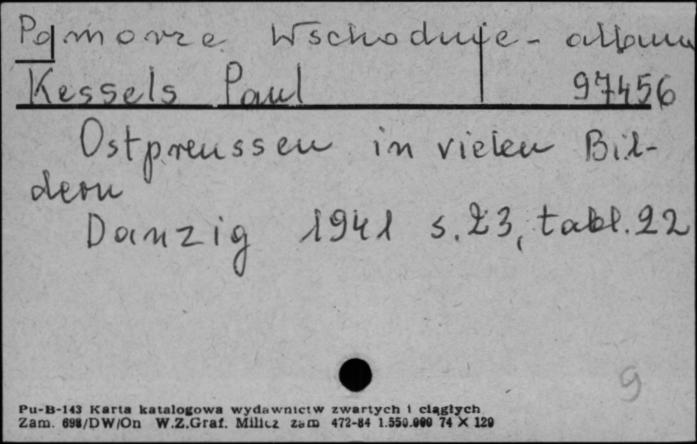 Pomorze Wschodnie - album
Kessels Paul 97456
Ostpreussen in vielen Bil-
dern
Danzig 1941 s. 23, tabl. 22
9
Pu-B-143 Karta katalogowa wydawnictw zwartych i ciągłych
Zam. 698/DW/On W.Z.Graf. Milicz zam 472-84 1.550.000 74 X 120